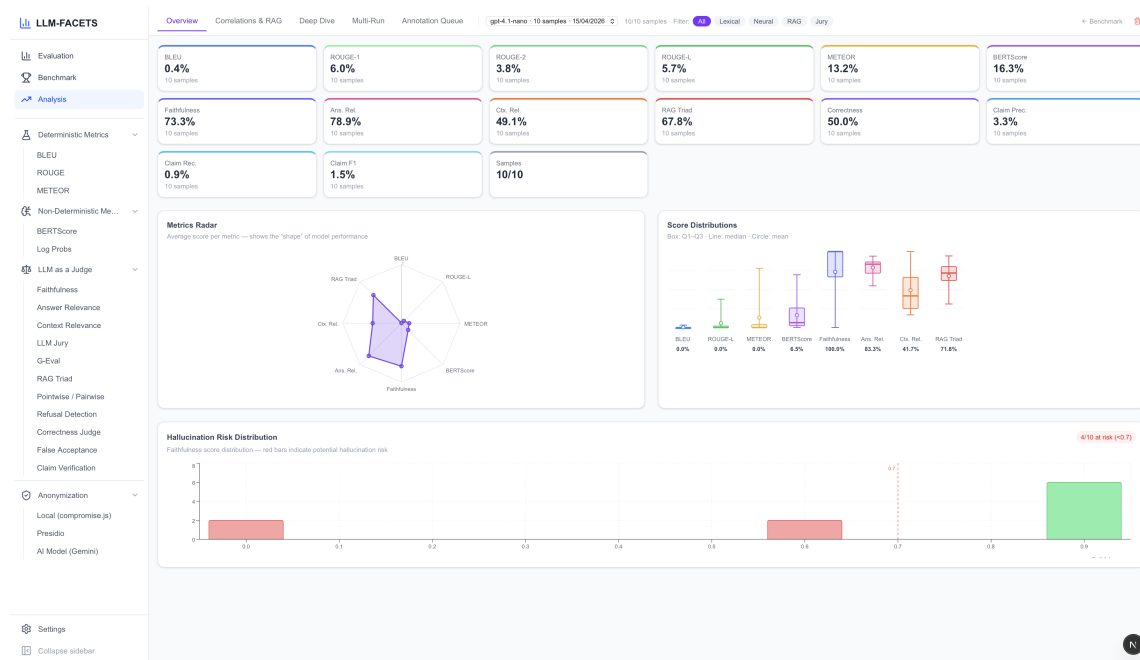 LLM-FACETS
Evaluation
Benchmark
Analysis
Deterministic Metrics
BLEU
ROUGE
METEOR
Non-Deterministic Me...
BERTScore
Log Probs
LLM as a Judge
Faithfulness
Answer Relevance
Context Relevance
LLM Jury
G-Eval
RAG Triad
Pointwise / Pairwise
Refusal Detection
Correctness Judge
False Acceptance
Claim Verification
Anonymization
Local (compromise.js)
Presidio
AI Model (Gemini)
Settings
Collapse sidebar
Overview Correlations & RAG Deep Dive Multi-Run Annotation Queue gpt-4.1-nano · 10 samples · 15/04/2026 10/10 samples Filter: All Lexical Neural RAG Jury ← Benchmark
BLEU
0.4%
10 samples
ROUGE-1
6.0%
10 samples
ROUGE-2
3.8%
10 samples
ROUGE-L
5.7%
10 samples
METEOR
13.2%
10 samples
BERTScore
16.3%
10 samples
Faithfulness
73.3%
10 samples
Ans. Rel.
78.9%
10 samples
Ctx. Rel.
49.1%
10 samples
RAG Triad
67.8%
10 samples
Correctness
50.0%
10 samples
Claim Prec.
3.3%
10 samples
Claim Rec.
0.9%
10 samples
Claim F1
1.5%
10 samples
Samples
10/10
Metrics Radar
Average score per metric — shows the "shape" of model performance
BLEU
ROUGE-L
METEOR
BERTScore
Faithfulness
Ans. Rel.
Ctx. Rel.
RAG Triad
Score Distributions
Box: Q1–Q3 · Line: median · Circle: mean
BLEU ROUGE-L METEOR BERTScore Faithfulness Ans. Rel. Ctx. Rel. RAG Triad
0.0% 0.0% 0.0% 6.5% 100.0% 83.3% 41.7% 71.8%
Hallucination Risk Distribution
4/10 at risk (<0.7)
Faithfulness score distribution — red bars indicate potential hallucination risk
8
6
4
2
0
0.7
0.0 0.1 0.2 0.3 0.4 0.5 0.6 0.7 0.8 0.9
N